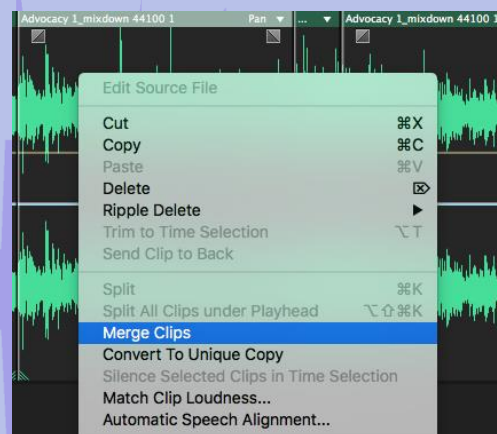 Advocacy 1_mixdown 44100 1 Pan ... Advocacy 1_mixdown 44100 1
Edit Source File
Cut ⌘X
Copy ⌘C
Paste ⌘V
Delete ⌦
Ripple Delete ▶
Trim to Time Selection ⌥T
Send Clip to Back
Split ⌘K
Split All Clips under Playhead ⌥⇧⌘K
Merge Clips
Convert To Unique Copy
Silence Selected Clips in Time Selection
Match Clip Loudness...
Automatic Speech Alignment...